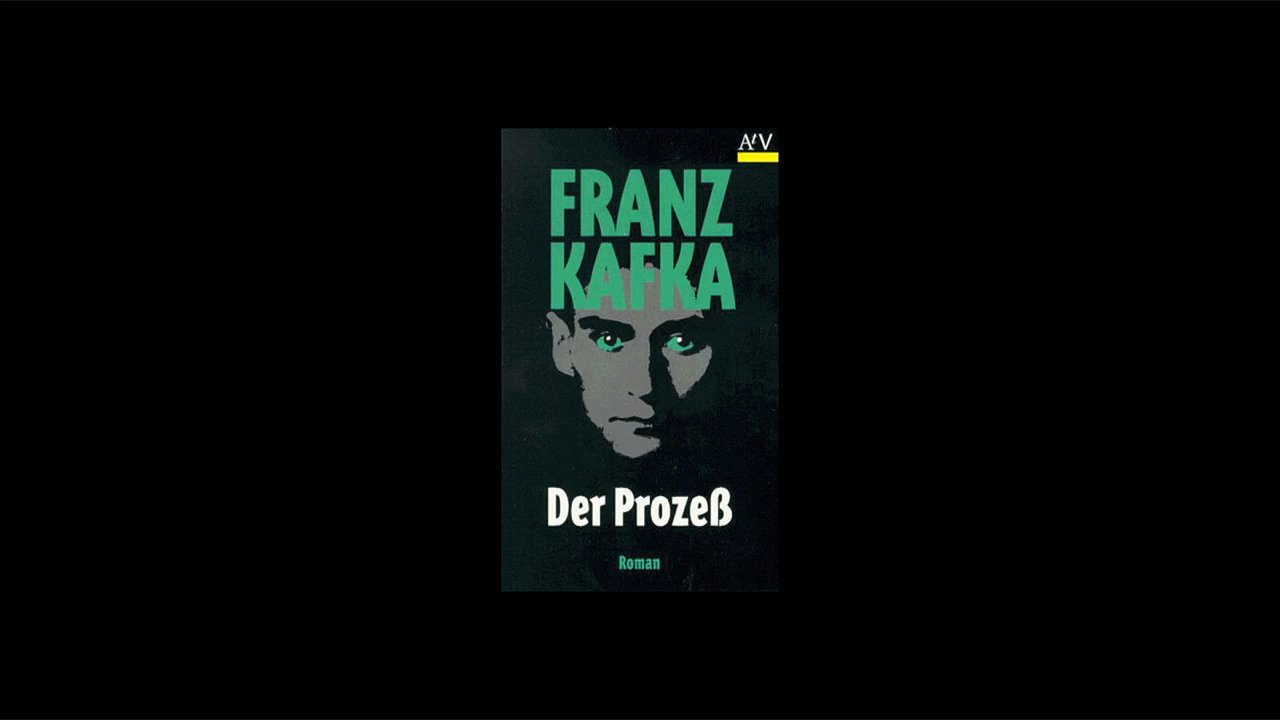 AtV
FRANZ
KAFKA
Der Prozeß
Roman